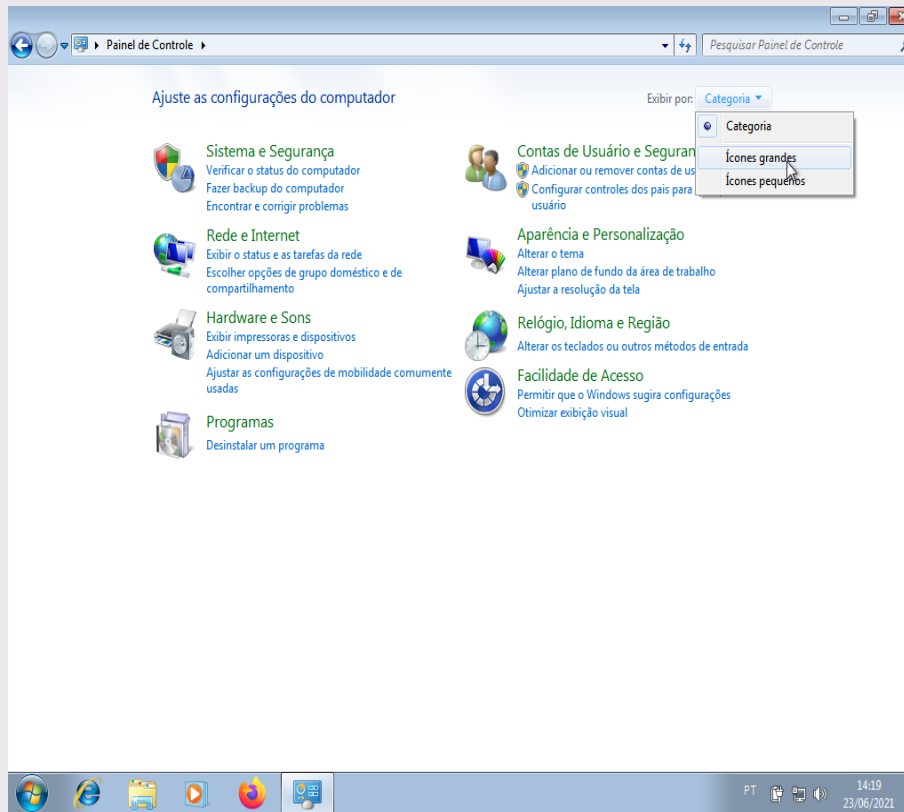 Painel de Controle
Pesquisar Painel de Controle
Ajuste as configurações do computador
Exibir por: Categoria
Categoria
Ícones grandes
Ícones pequenos
Sistema e Segurança
Verificar o status do computador
Fazer backup do computador
Encontrar e corrigir problemas
Rede e Internet
Exibir o status e as tarefas da rede
Escolher opções de grupo doméstico e de
compartilhamento
Hardware e Sons
Exibir impressoras e dispositivos
Adicionar um dispositivo
Ajustar as configurações de mobilidade comumente
usadas
Programas
Desinstalar um programa
Contas de Usuário e Seguran
Adicionar ou remover contas de us
Configurar controles dos pais para
usuário
Aparência e Personalização
Alterar o tema
Alterar plano de fundo da área de trabalho
Ajustar a resolução da tela
Relógio, Idioma e Região
Alterar os teclados ou outros métodos de entrada
Facilidade de Acesso
Permitir que o Windows sugira configurações
Otimizar exibição visual
PT
14:19
23/06/2021